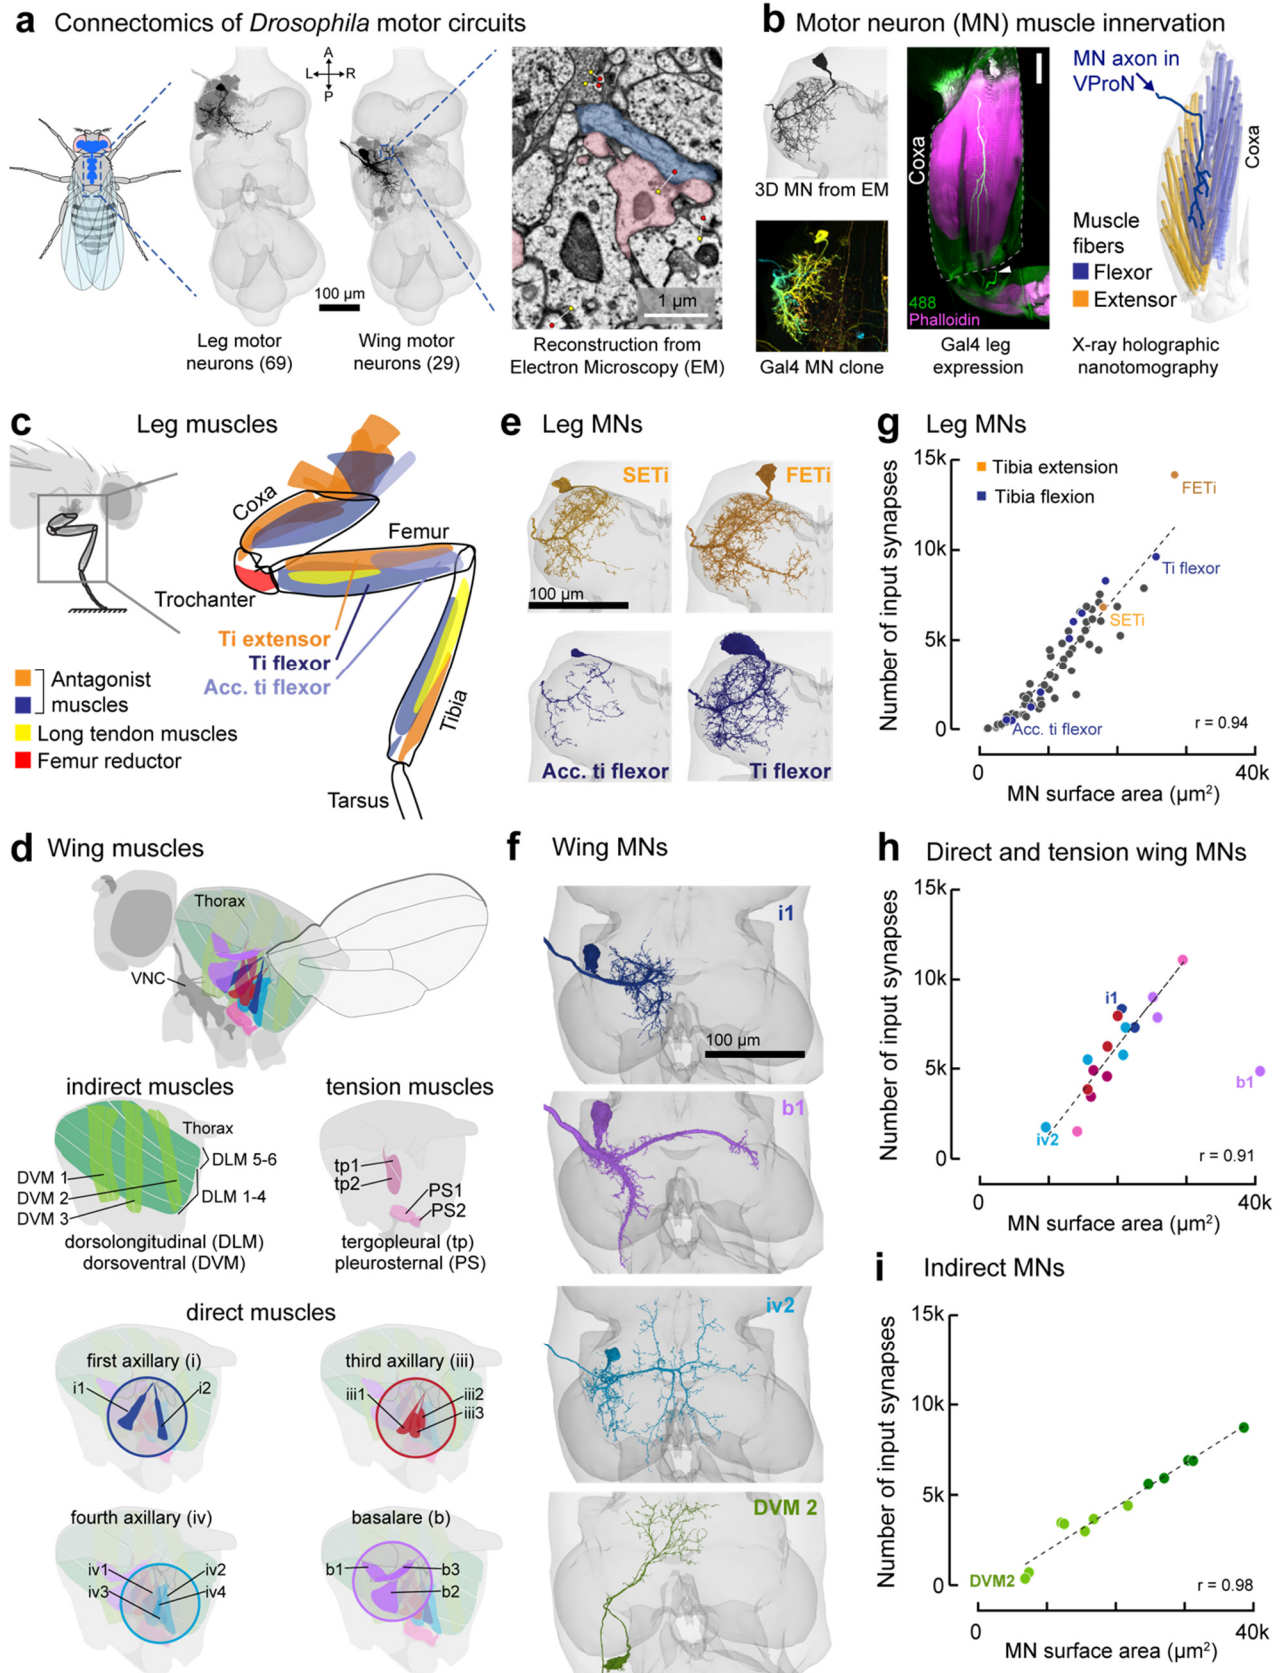 a Connectomics of Drosophila motor circuits
A
L R
P
100 µm
Leg motor
neurons (69)
Wing motor
neurons (29)
1 µm
Reconstruction from
Electron Microscopy (EM)
b Motor neuron (MN) muscle innervation
3D MN from EM
Gal4 MN clone
Coxa
488
Phalloidin
Gal4 leg
expression
MN axon in
VProN
Coxa
Muscle
fibers
Flexor
Extensor
X-ray holographic
nanotomography
c Leg muscles
Coxa
Femur
Trochanter
Ti extensor
Ti flexor
Acc. ti flexor
Tibia
Tarsus
Antagonist
muscles
Long tendon muscles
Femur reductor
d Wing muscles
Thorax
VNC
indirect muscles
Thorax
DLM 5-6
DVM 1
DVM 2
DLM 1-4
DVM 3
dorsolongitudinal (DLM)
dorsoventral (DVM)
tension muscles
tp1
tp2
PS1
PS2
tergopleural (tp)
pleurosternal (PS)
direct muscles
first axillary (i)
i1 i2
third axillary (iii)
iii1 iii2
iii3
fourth axillary (iv)
iv1 iv2
iv3 iv4
basalare (b)
b1 b3
b2
e Leg MNs
SETi
FETi
100 µm
Acc. ti flexor
Ti flexor
f Wing MNs
i1
100 µm
b1
iv2
DVM 2
g Leg MNs
15k
10k
5k
0
Number of input synapses
Tibia extension
Tibia flexion
FETi
Ti flexor
SETi
Acc. ti flexor
r = 0.94
0 40k
MN surface area (µm²)
h Direct and tension wing MNs
15k
10k
5k
0
Number of input synapses
i1
b1
iv2
r = 0.91
0 40k
MN surface area (µm²)
i Indirect MNs
15k
10k
5k
0
Number of input synapses
DVM2
r = 0.98
0 40k
MN surface area (µm²)